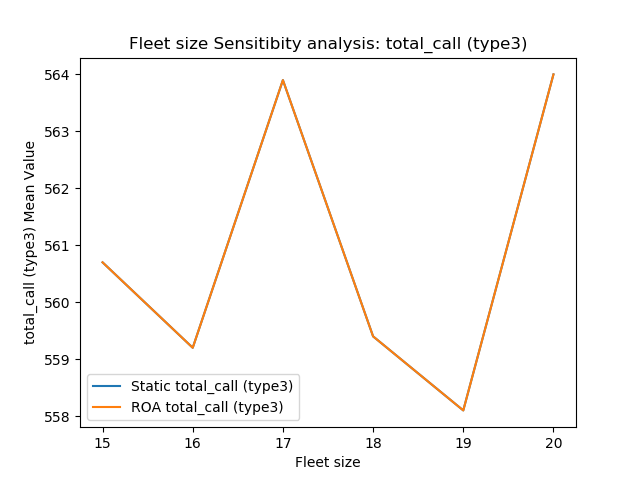 Fleet size Sensitibity analysis: total_call (type3)
564
563
562
561
560
559
558
total_call (type3) Mean Value
Static total_call (type3)
ROA total_call (type3)
15 16 17 18 19 20
Fleet size